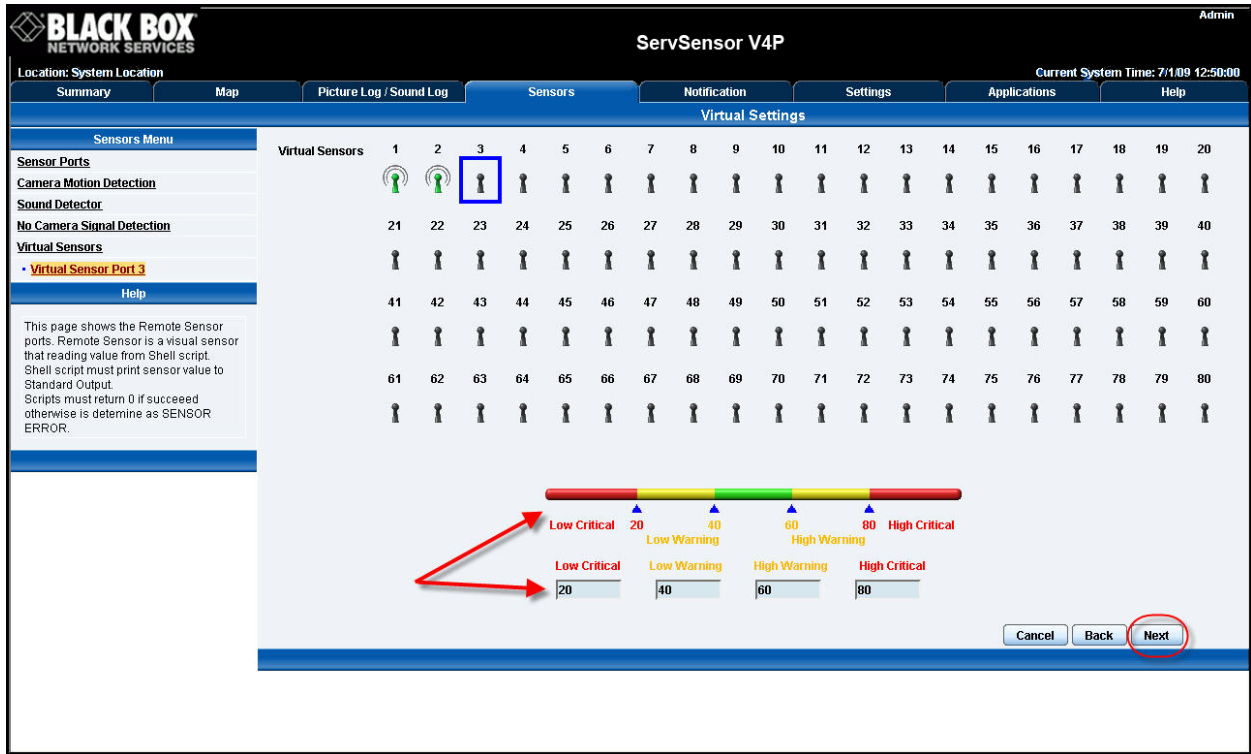 Admin
BLACK BOX
NETWORK SERVICES
ServSensor V4P
Location: System Location
Current System Time: 7/1/09 12:50:00
Summary Map Picture Log / Sound Log Sensors Notification Settings Applications Help
Virtual Settings
Sensors Menu
Sensor Ports
Camera Motion Detection
Sound Detector
No Camera Signal Detection
Virtual Sensors
Virtual Sensor Port 3
Help
This page shows the Remote Sensor
ports. Remote Sensor is a visual sensor
that reading value from Shell script.
Shell script must print sensor value to
Standard Output.
Scripts must return 0 if succeeed
otherwise is detemine as SENSOR
ERROR.
Virtual Sensors 1 2 3 4 5 6 7 8 9 10 11 12 13 14 15 16 17 18 19 20
21 22 23 24 25 26 27 28 29 30 31 32 33 34 35 36 37 38 39 40
41 42 43 44 45 46 47 48 49 50 51 52 53 54 55 56 57 58 59 60
61 62 63 64 65 66 67 68 69 70 71 72 73 74 75 76 77 78 79 80
Low Critical 20 40 60 80 High Critical
Low Warning High Warning
Low Critical Low Warning High Warning High Critical
20 40 60 80
Cancel Back Next